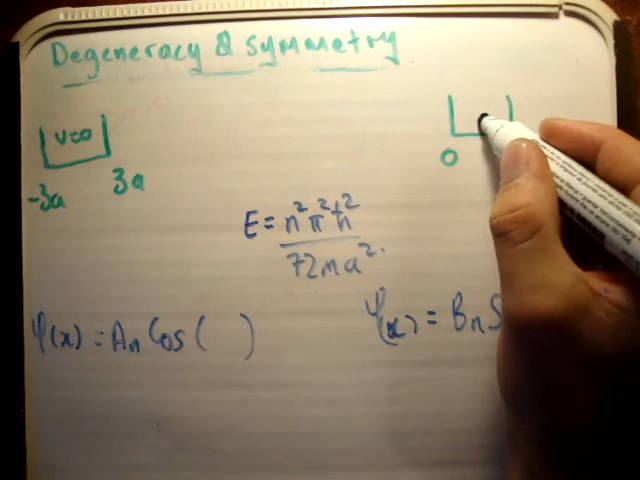 Degeneracy & symmetry
V=0
-3a 3a
0
E = n²π²ħ²
72ma²
ψ(x) = An Cos( )
ψ(x) = Bn S